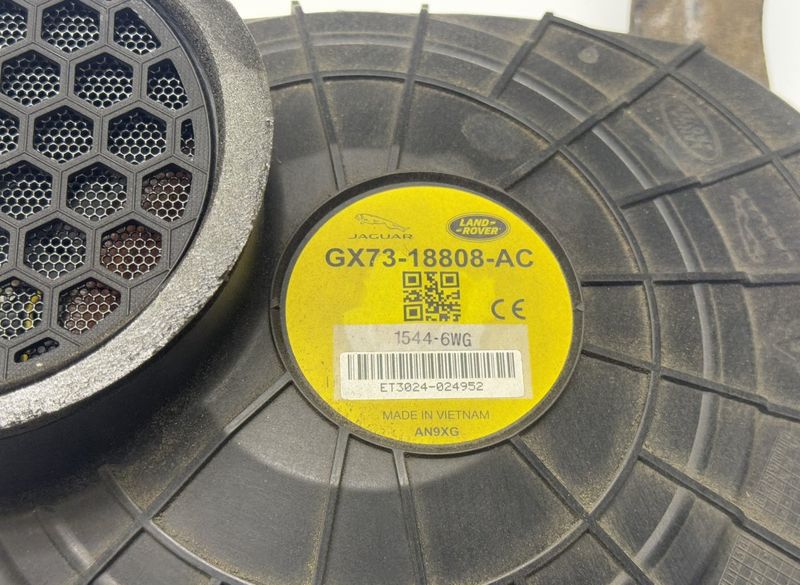 JAGUAR
LAND-
-ROVER
GX73-18808-AC
CE
1544-6WG
ET3024-024952
MADE IN VIETNAM
AN9XG